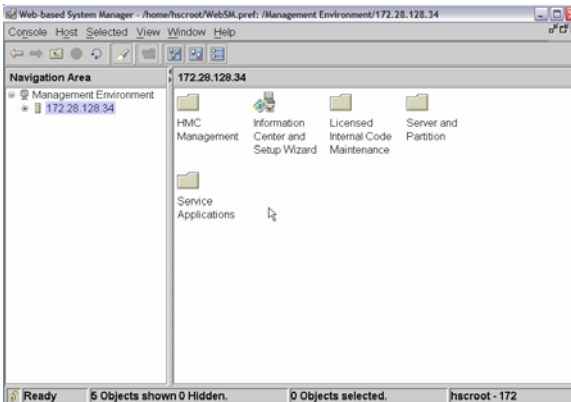 Web-based System Manager - /home/hscroot/WebSM.pref: /Management Environment/172.28.128.34
Console Host Selected View Window Help
Navigation Area
172.28.128.34
Management Environment
172.28.128.34
HMC
Management
Information
Center and
Setup Wizard
Licensed
Internal Code
Maintenance
Server and
Partition
Service
Applications
Ready
5 Objects shown 0 Hidden.
0 Objects selected.
hscroot - 172